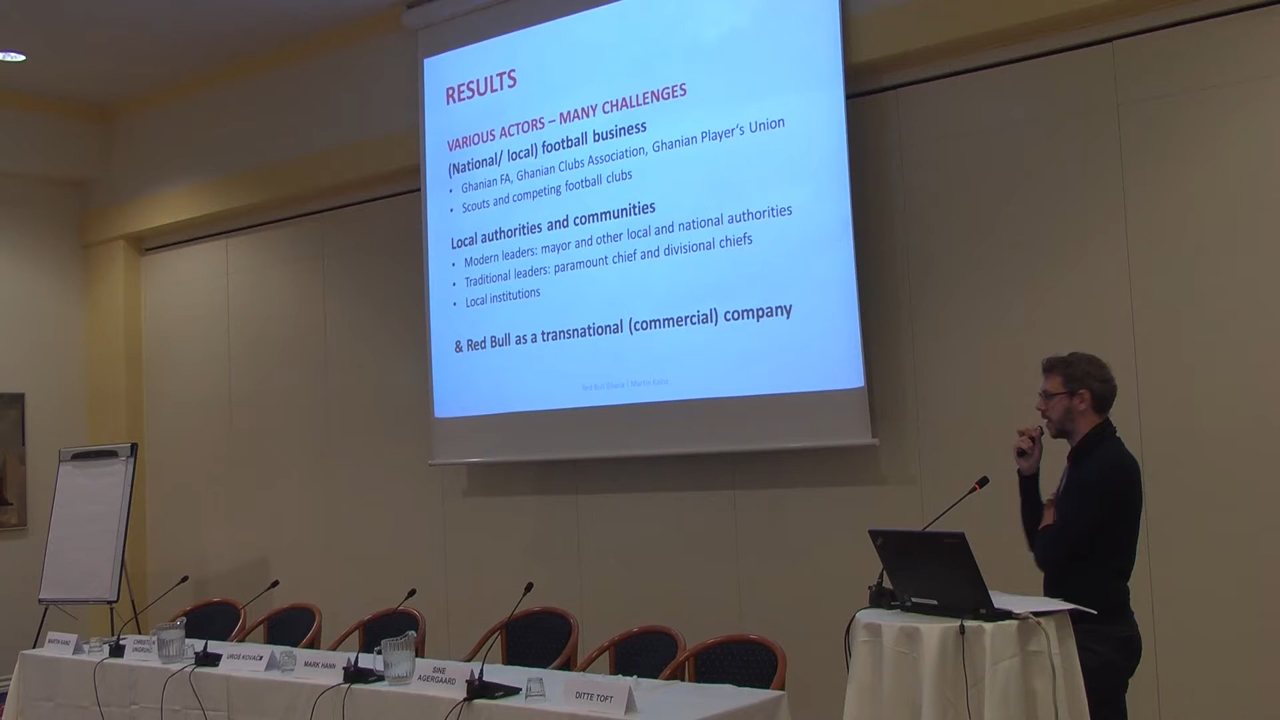 RESULTS
VARIOUS ACTORS – MANY CHALLENGES
(National/ local) football business
• Ghanian FA, Ghanian Clubs Association, Ghanian Player's Union
• Scouts and competing football clubs
Local authorities and communities
• Modern leaders: mayor and other local and national authorities
• Traditional leaders: paramount chief and divisional chiefs
• Local institutions
& Red Bull as a transnational (commercial) company
Red Bull Ghana | Martin
MARTIN
UROŠ KOVAČ
MARK HANN
SINE
AGERGAARD
DITTE TOFT